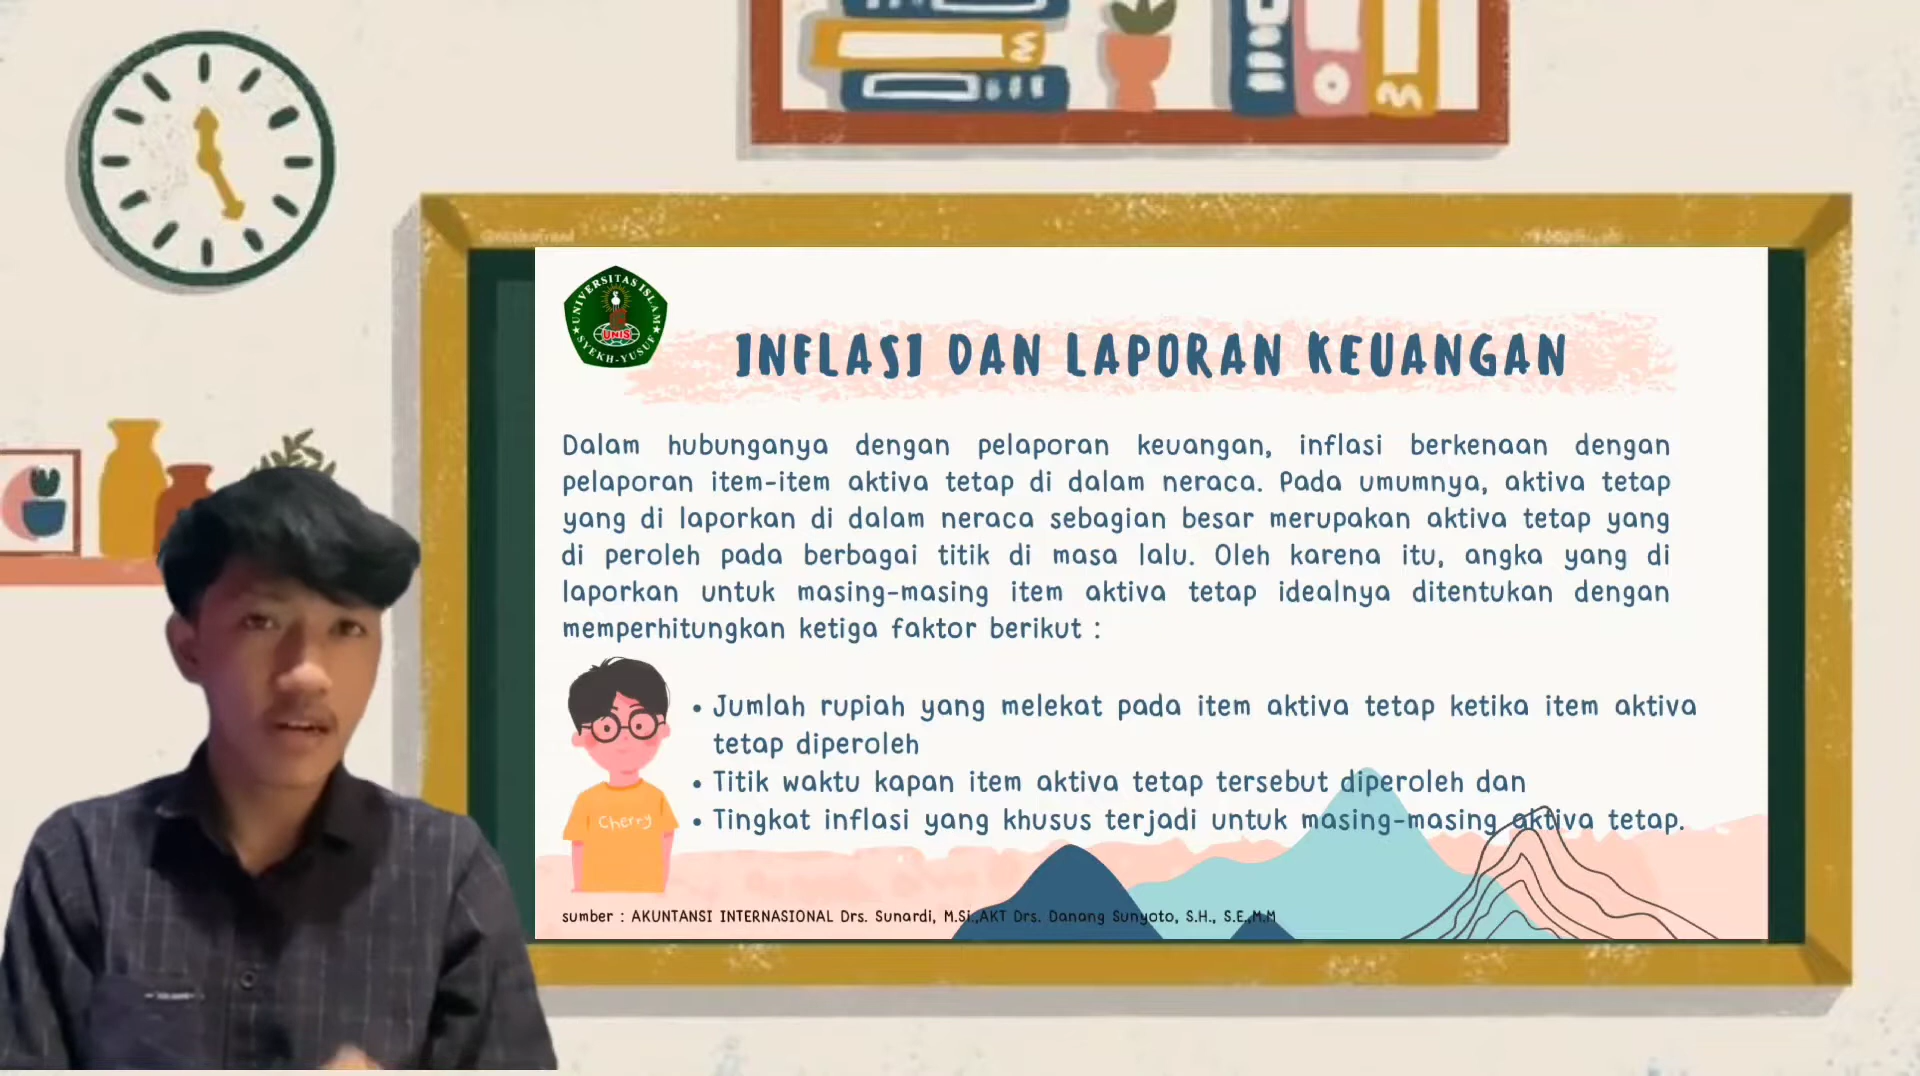 UNIVERSITAS ISLAM
UNIS
SYEKH-YUSUF
INFLASI DAN LAPORAN KEUANGAN
Dalam hubunganya dengan pelaporan keuangan, inflasi berkenaan dengan
pelaporan item-item aktiva tetap di dalam neraca. Pada umumnya, aktiva tetap
yang di laporkan di dalam neraca sebagian besar merupakan aktiva tetap yang
di peroleh pada berbagai titik di masa lalu. Oleh karena itu, angka yang di
laporkan untuk masing-masing item aktiva tetap idealnya ditentukan dengan
memperhitungkan ketiga faktor berikut :
• Jumlah rupiah yang melekat pada item aktiva tetap ketika item aktiva
tetap diperoleh
• Titik waktu kapan item aktiva tetap tersebut diperoleh dan
• Tingkat inflasi yang khusus terjadi untuk masing-masing aktiva tetap.
Cherry
sumber : AKUNTANSI INTERNASIONAL Drs. Sunardi, M.Si.,AKT Drs. Danang Sunyoto, S.H., S.E.,M.M